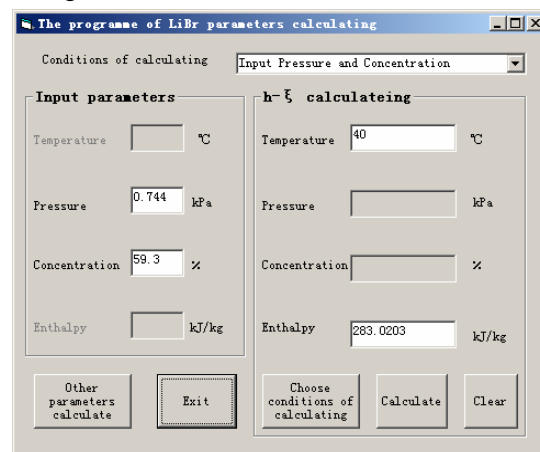 The programme of LiBr parameters calculating
Conditions of calculating Input Pressure and Concentration
Input parameters
Temperature ℃
Pressure 0.744 kPa
Concentration 59.3 %
Enthalpy kJ/kg
h-ξ calculateing
Temperature 40 ℃
Pressure kPa
Concentration %
Enthalpy 283.0203 kJ/kg
Other
parameters
calculate
Exit
Choose
conditions of
calculating
Calculate
Clear